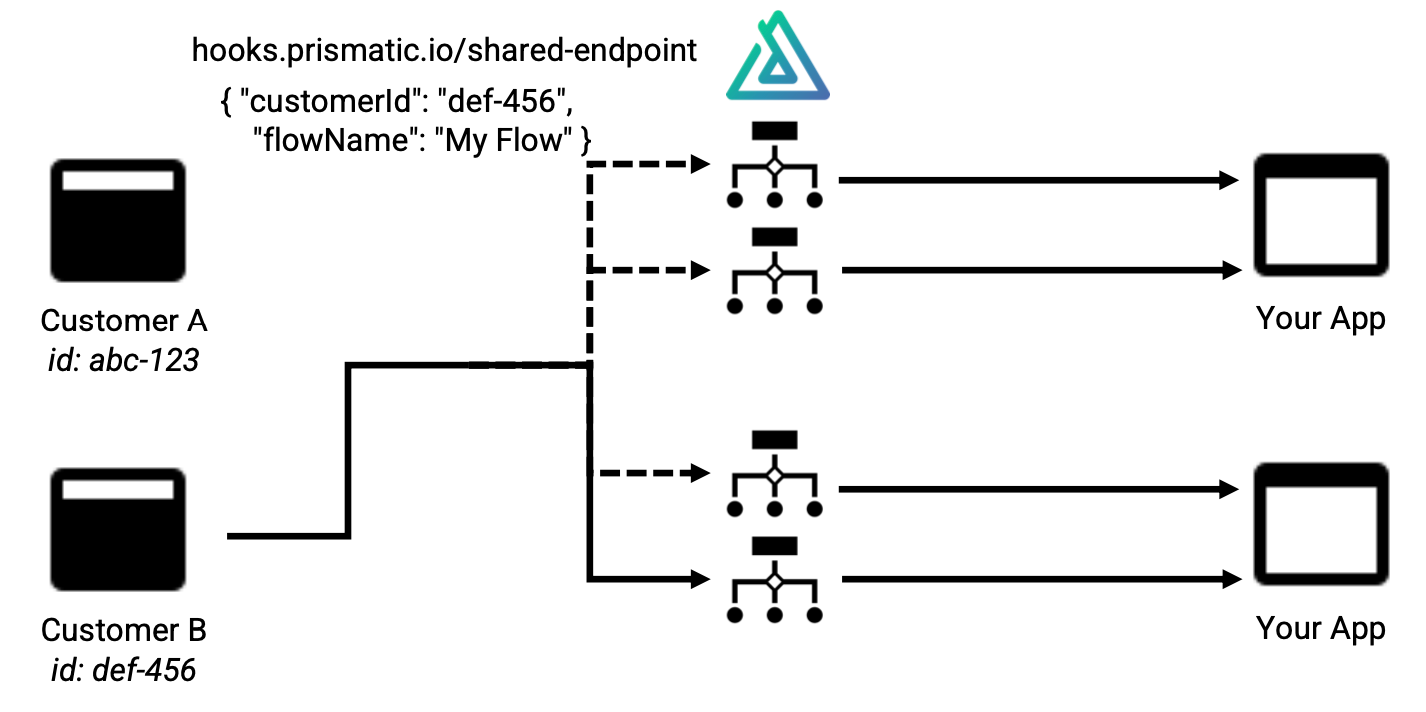 hooks.prismatic.io/shared-endpoint
{ "customerId": "def-456",
"flowName": "My Flow" }
Customer A
id: abc-123
Your App
Customer B
id: def-456
Your App